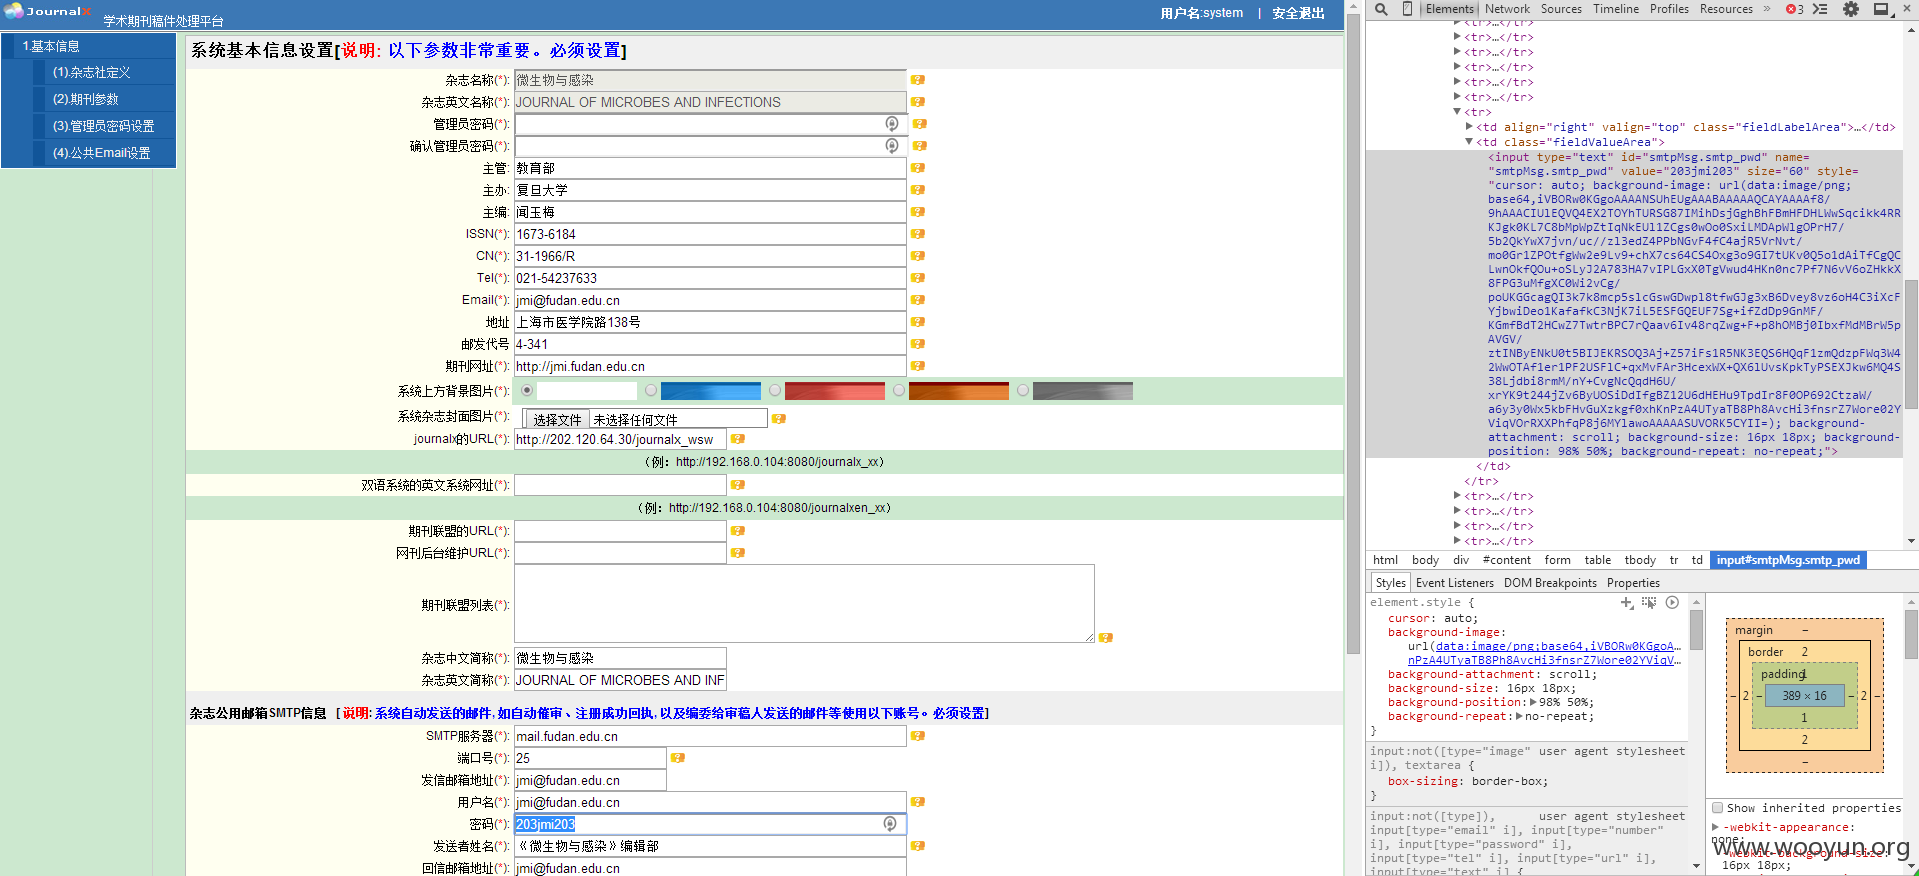 JournalX 学术期刊稿件处理平台
用户名:system | 安全退出
1.基本信息
(1).杂志社定义
(2).期刊参数
(3).管理员密码设置
(4).公共Email设置
系统基本信息设置[说明: 以下参数非常重要。必须设置]
杂志名称(*): 微生物与感染
杂志英文名称(*): JOURNAL OF MICROBES AND INFECTIONS
管理员密码(*):
确认管理员密码(*):
主管: 教育部
主办: 复旦大学
主编: 闻玉梅
ISSN(*): 1673-6184
CN(*): 31-1966/R
Tel(*): 021-54237633
Email(*): jmi@fudan.edu.cn
地址 上海市医学院路138号
邮发代号 4-341
期刊网址(*): http://jmi.fudan.edu.cn
系统上方背景图片(*):
系统杂志封面图片(*): 选择文件 未选择任何文件
journalx的URL(*): http://202.120.64.30/journalx_wsw
（例：http://192.168.0.104:8080/journalx_xx）
双语系统的英文系统网址(*):
（例：http://192.168.0.104:8080/journalxen_xx）
期刊联盟的URL(*):
网刊后台维护URL(*):
期刊联盟列表(*):
杂志中文简称(*): 微生物与感染
杂志英文简称(*): JOURNAL OF MICROBES AND INF
杂志公用邮箱SMTP信息 [说明:系统自动发送的邮件,如自动催审、注册成功回执,以及编委给审稿人发送的邮件等使用以下账号。必须设置]
SMTP服务器(*): mail.fudan.edu.cn
端口号(*): 25
发信邮箱地址(*): jmi@fudan.edu.cn
用户名(*): jmi@fudan.edu.cn
密码(*): 203jmi203
发送者姓名(*): 《微生物与感染》编辑部
回信邮箱地址(*): jmi@fudan.edu.cn
Elements Network Sources Timeline Profiles Resources » 3
<tr>…</tr>
<tr>…</tr>
<tr>…</tr>
<tr>…</tr>
<tr>…</tr>
<tr>…</tr>
<tr>
<td align="right" valign="top" class="fieldLabelArea">…</td>
<td class="fieldValueArea">
<input type="text" id="smtpMsg.smtp_pwd" name=
"smtpMsg.smtp_pwd" value="203jmi203" size="60" style=
"cursor: auto; background-image: url(data:image/png;
attachment: scroll; background-size: 16px 18px; background-
position: 98% 50%; background-repeat: no-repeat;">
</td>
</tr>
<tr>…</tr>
<tr>…</tr>
<tr>…</tr>
<tr>…</tr>
html body div #content form table tbody tr td input#smtpMsg.smtp_pwd
Styles Event Listeners DOM Breakpoints Properties
element.style {
cursor: auto;
background-image:
url(data:image/png;base64,iVBORw0KGgoA…
nPzA4UTyaTB8Ph8AvcHi3fnsrZ7Wore02YViqV…
background-attachment: scroll;
background-size: 16px 18px;
background-position: 98% 50%;
background-repeat: no-repeat;
}
input:not([type="image" user agent stylesheet
i]), textarea {
box-sizing: border-box;
}
input:not([type]), user agent stylesheet
input[type="email" i], input[type="number"
i], input[type="password" i],
input[type="tel" i], input[type="url" i],
input[type="text" i] {
margin –
border 2
padding 1
– 2 – 389 × 16 – 2 –
1
2
–
Show inherited properties
-webkit-appearance:
none;
-webkit-background-size:
16px 18px;
www.wooyun.org